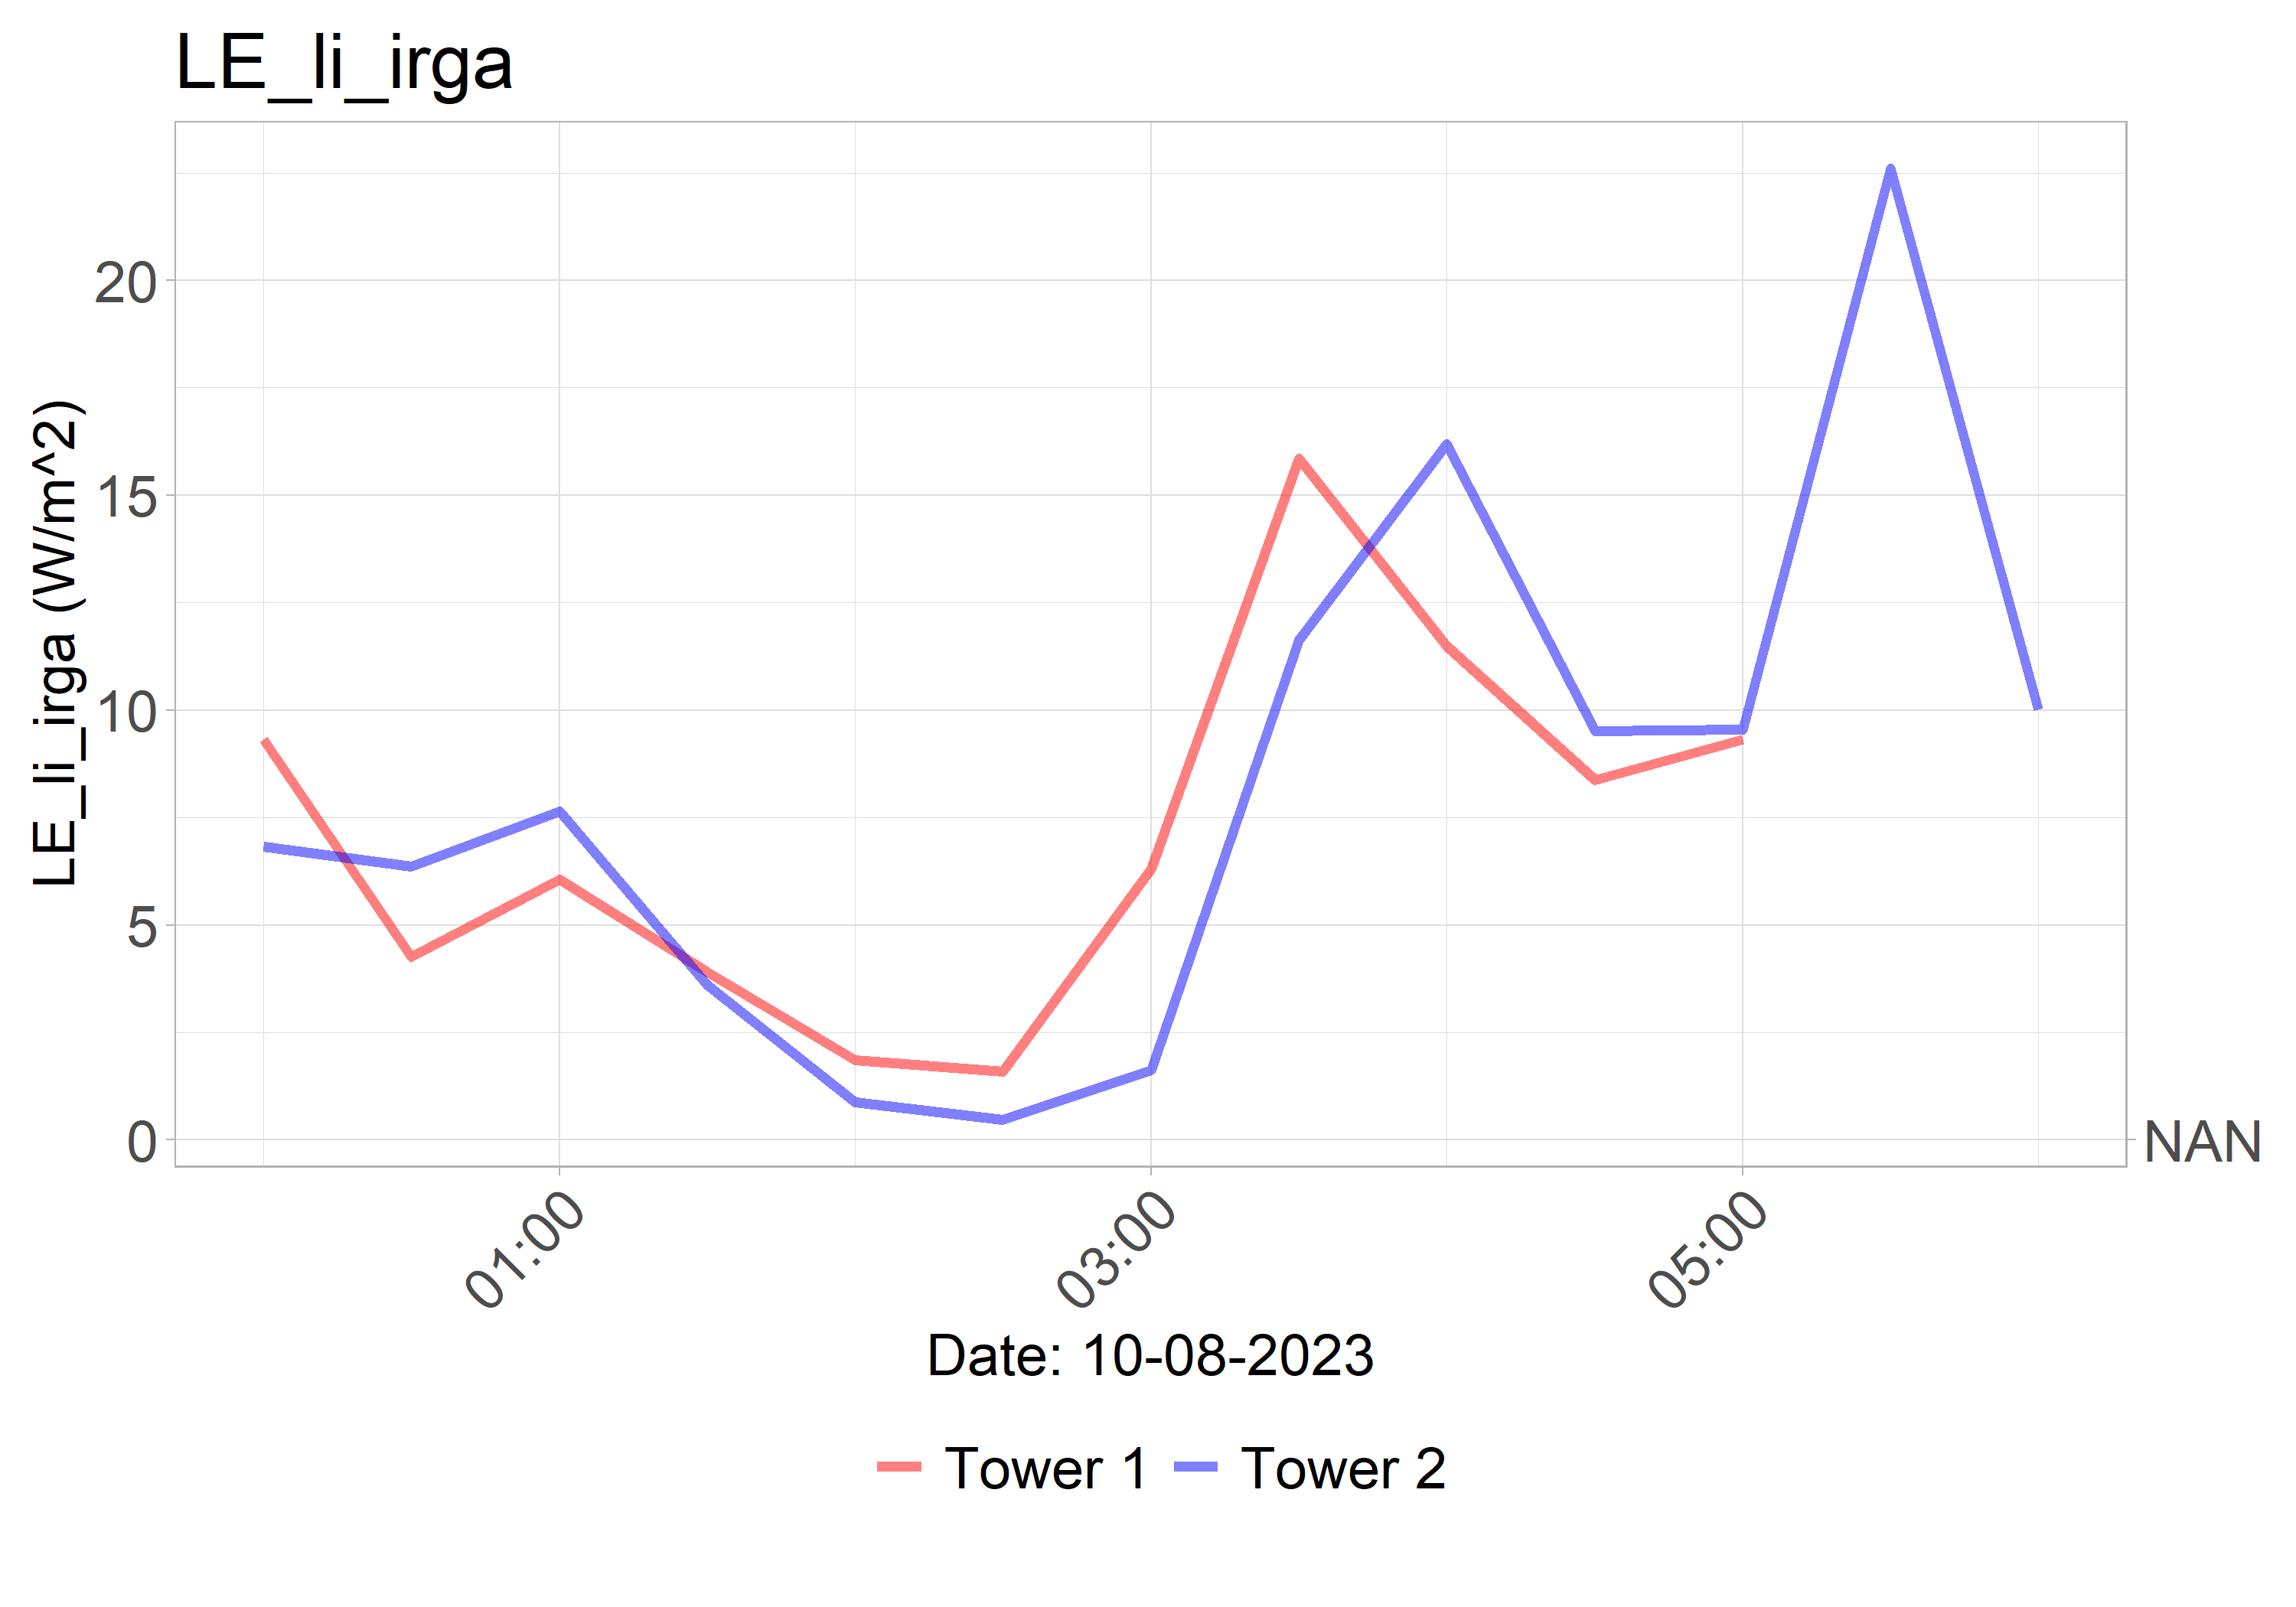 LE_li_irga
LE_li_irga (W/m^2)
20
15
10
5
0
NAN
01:00
03:00
05:00
Date: 10-08-2023
Tower 1
Tower 2